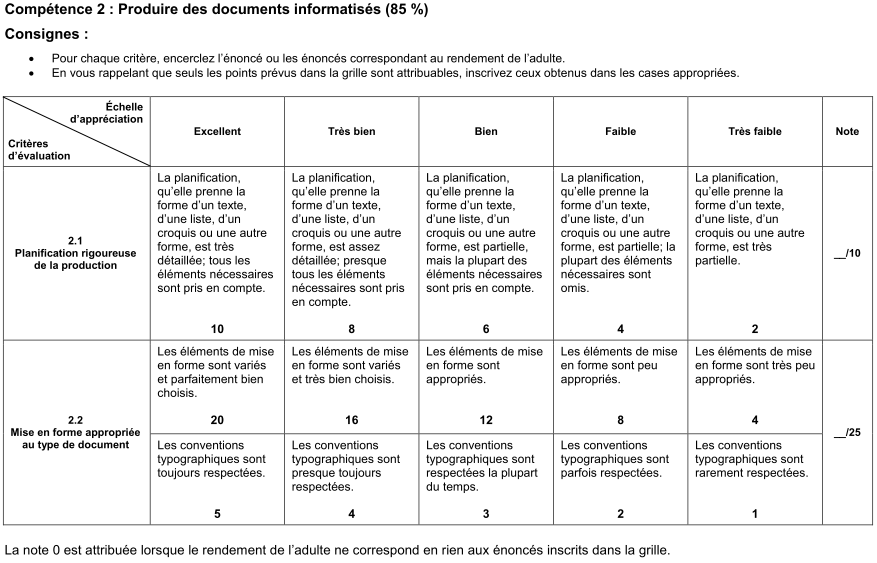 Compétence 2 : Produire des documents informatisés (85 %)
Consignes :
• Pour chaque critère, encerclez l'énoncé ou les énoncés correspondant au rendement de l'adulte.
• En vous rappelant que seuls les points prévus dans la grille sont attribuables, inscrivez ceux obtenus dans les cases appropriées.
Échelle
d'appréciation
Critères
d'évaluation
Excellent
Très bien
Bien
Faible
Très faible
Note
2.1
Planification rigoureuse
de la production
La planification,
qu'elle prenne la
forme d'un texte,
d'une liste, d'un
croquis ou une autre
forme, est très
détaillée; tous les
éléments nécessaires
sont pris en compte.
10
La planification,
qu'elle prenne la
forme d'un texte,
d'une liste, d'un
croquis ou une autre
forme, est assez
détaillée; presque
tous les éléments
nécessaires sont pris
en compte.
8
La planification,
qu'elle prenne la
forme d'un texte,
d'une liste, d'un
croquis ou une autre
forme, est partielle,
mais la plupart des
éléments nécessaires
sont pris en compte.
6
La planification,
qu'elle prenne la
forme d'un texte,
d'une liste, d'un
croquis ou une autre
forme, est partielle; la
plupart des éléments
nécessaires sont
omis.
4
La planification,
qu'elle prenne la
forme d'un texte,
d'une liste, d'un
croquis ou une autre
forme, est très
partielle.
2
__/10
2.2
Mise en forme appropriée
au type de document
Les éléments de mise
en forme sont variés
et parfaitement bien
choisis.
20
Les éléments de mise
en forme sont variés
et très bien choisis.
16
Les éléments de mise
en forme sont
appropriés.
12
Les éléments de mise
en forme sont peu
appropriés.
8
Les éléments de mise
en forme sont très peu
appropriés.
4
Les conventions
typographiques sont
toujours respectées.
5
Les conventions
typographiques sont
presque toujours
respectées.
4
Les conventions
typographiques sont
respectées la plupart
du temps.
3
Les conventions
typographiques sont
parfois respectées.
2
Les conventions
typographiques sont
rarement respectées.
1
__/25
La note 0 est attribuée lorsque le rendement de l'adulte ne correspond en rien aux énoncés inscrits dans la grille.